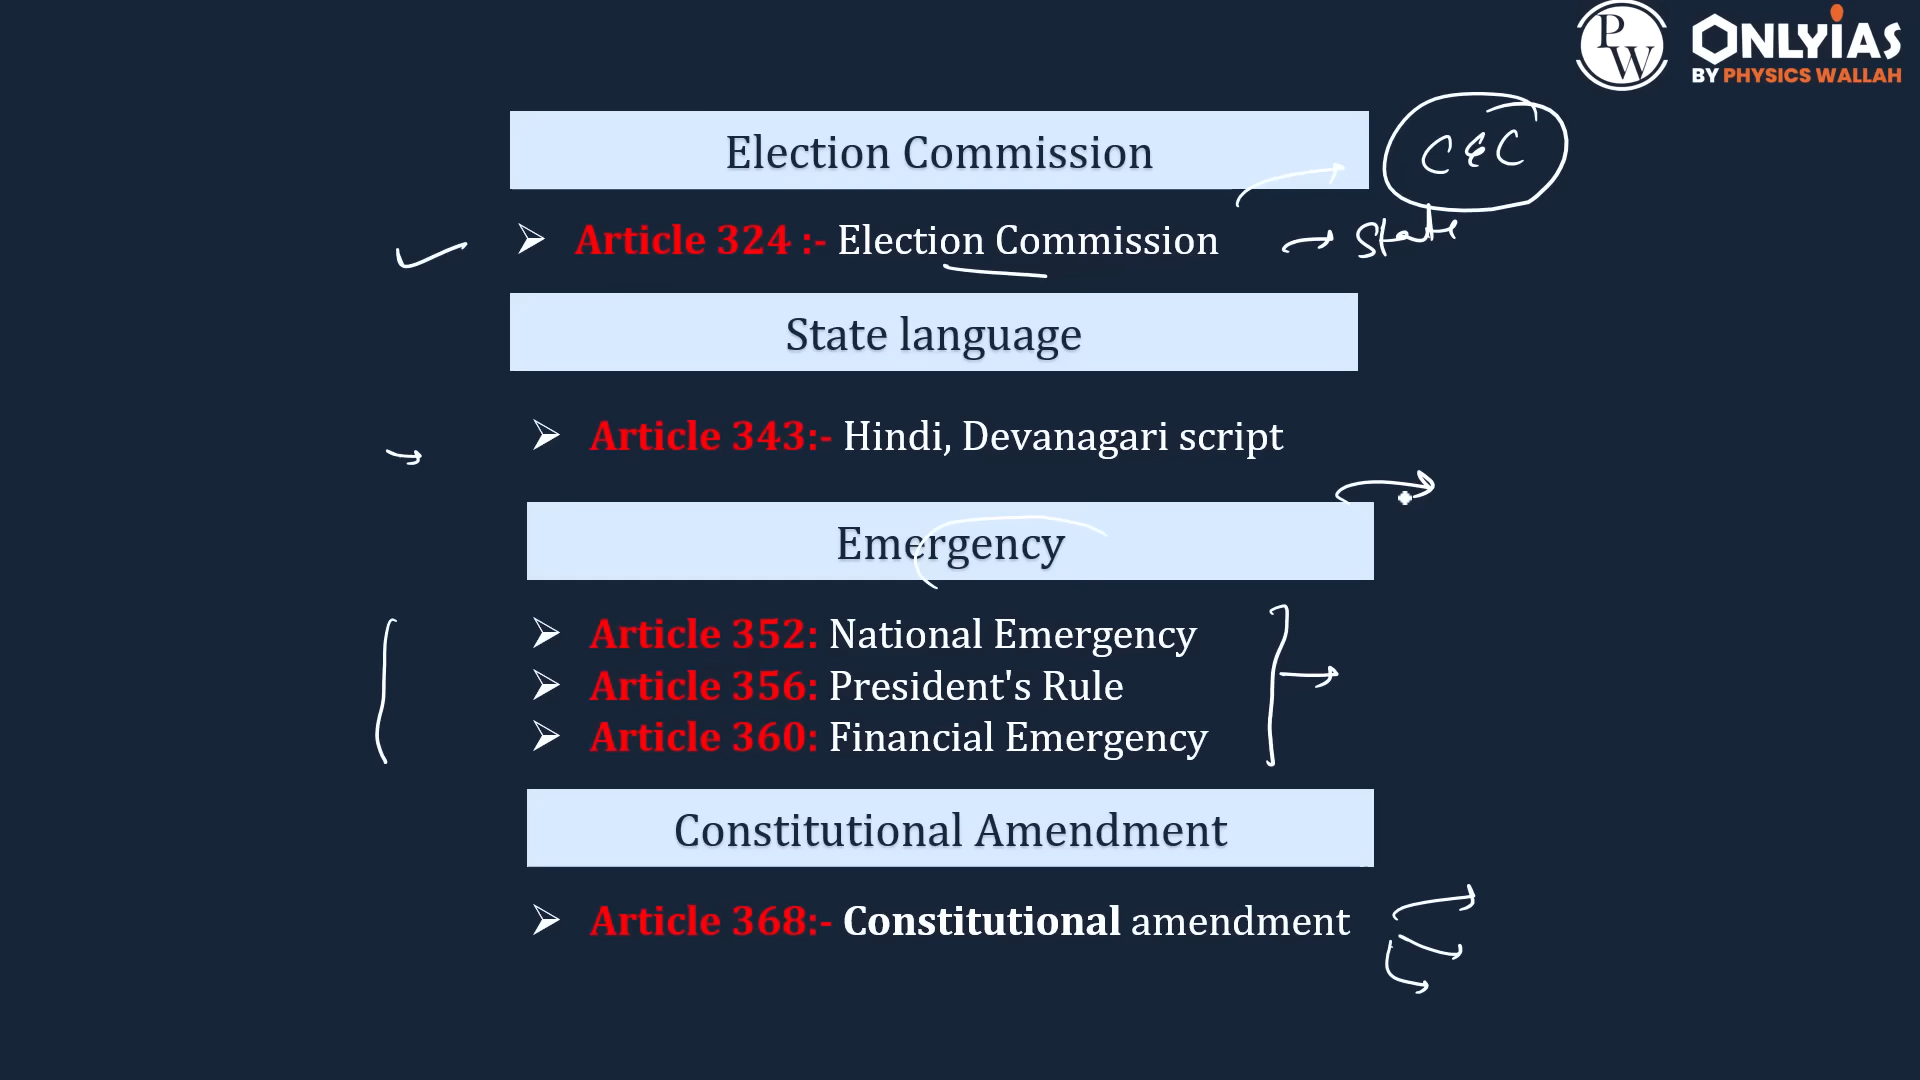 PW
ONLYIAS
BY PHYSICS WALLAH
Election Commission
CEC
Article 324 :- Election Commission
State
State language
Article 343:- Hindi, Devanagari script
Emergency
Article 352: National Emergency
Article 356: President's Rule
Article 360: Financial Emergency
Constitutional Amendment
Article 368:- Constitutional amendment